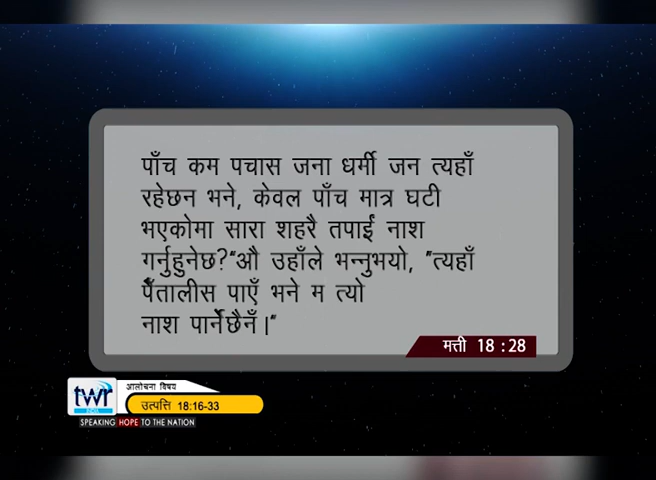 पाँच कम पचास जना धर्मी जन त्यहाँ
रहेछन भने, केवल पाँच मात्र घटी
भएकोमा सारा शहरै तपाईं नाश
गर्नुहुनेछ?"औ उहाँले भन्नुभयो, "त्यहाँ
पैँतालीस पाएँ भने म त्यो
नाश पार्नेछैनँ।"
मत्ती 18 : 28
twr
INDIA
आलोचना विषय
उत्पत्ति 18:16-33
SPEAKING HOPE TO THE NATION